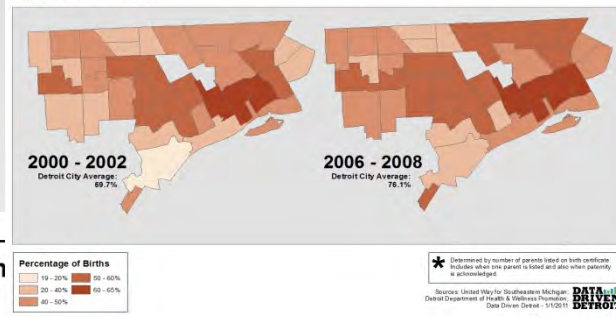 2000 - 2002
Detroit City Average:
69.7%
2006 - 2008
Detroit City Average:
76.1%
Percentage of Births
19 - 20%
20 - 40%
40 - 50%
50 - 60%
60 - 65%
* Determined by number of parents listed on birth certificate.
Includes when one parent is listed and also when paternity
is acknowledged.
Sources: United Way for Southeastern Michigan;
Detroit Department of Health & Wellness Promotion;
Data Driven Detroit - 1/1/2011
DATA
DRIVEN
DETROIT